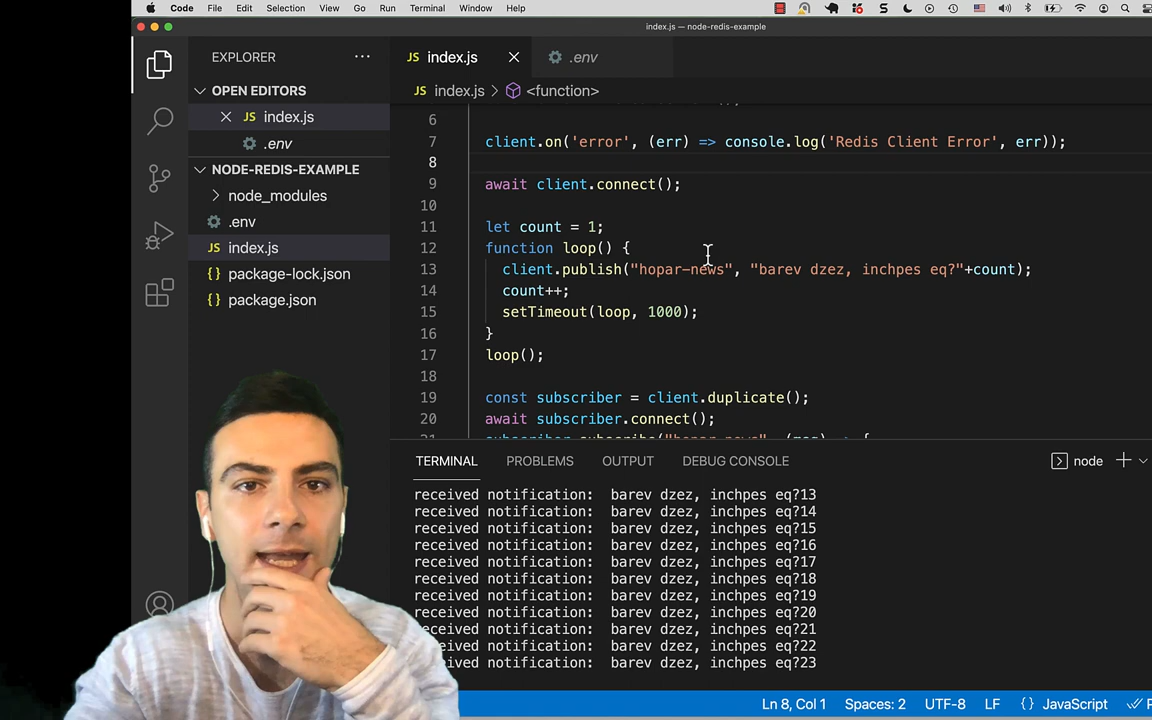 Code File Edit Selection View Go Run Terminal Window Help
index.js — node-redis-example
EXPLORER ...
JS index.js
.env
OPEN EDITORS
JS index.js
.env
NODE-REDIS-EXAMPLE
node_modules
.env
JS index.js
{} package-lock.json
{} package.json
JS index.js > <function>
6
7 client.on('error', (err) => console.log('Redis Client Error', err));
8
9 await client.connect();
10
11 let count = 1;
12 function loop() {
13 client.publish("hopar-news", "barev dzez, inchpes eq?"+count);
14 count++;
15 setTimeout(loop, 1000);
16 }
17 loop();
18
19 const subscriber = client.duplicate();
20 await subscriber.connect();
TERMINAL PROBLEMS OUTPUT DEBUG CONSOLE node
received notification: barev dzez, inchpes eq?13
received notification: barev dzez, inchpes eq?14
received notification: barev dzez, inchpes eq?15
received notification: barev dzez, inchpes eq?16
received notification: barev dzez, inchpes eq?17
received notification: barev dzez, inchpes eq?18
received notification: barev dzez, inchpes eq?19
received notification: barev dzez, inchpes eq?20
received notification: barev dzez, inchpes eq?21
eceived notification: barev dzez, inchpes eq?22
ceived notification: barev dzez, inchpes eq?23
Ln 8, Col 1 Spaces: 2 UTF-8 LF {} JavaScript